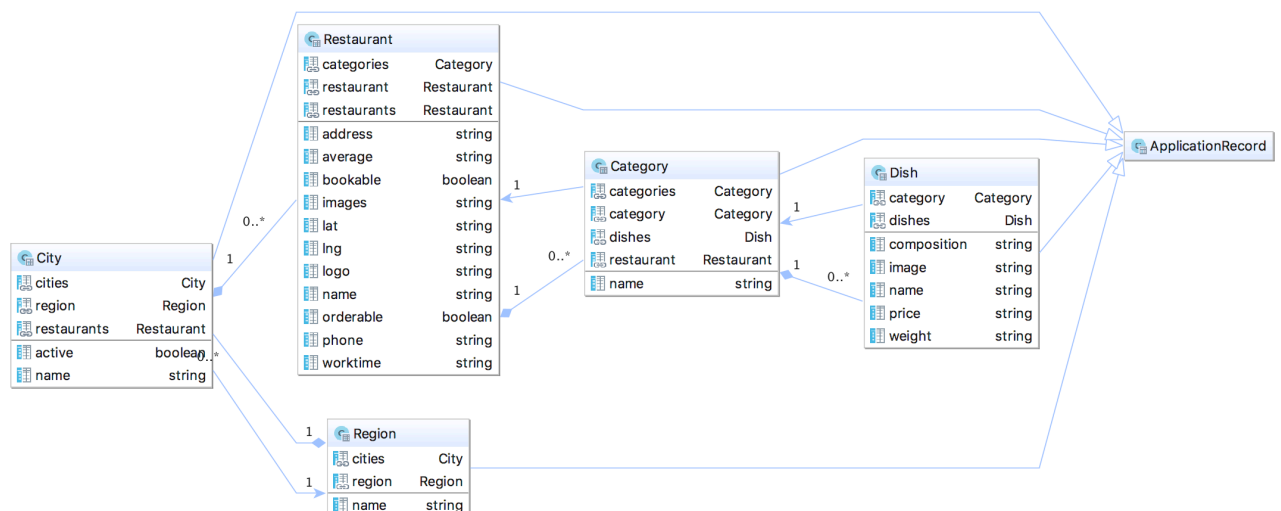 Restaurant
categories Category
restaurant Restaurant
restaurants Restaurant
address string
average string
bookable boolean
images string
lat string
lng string
logo string
name string
orderable boolean
phone string
worktime string
ApplicationRecord
Category
categories Category
category Category
dishes Dish
restaurant Restaurant
name string
Dish
category Category
dishes Dish
composition string
image string
name string
price string
weight string
City
cities City
region Region
restaurants Restaurant
active boolean
name string
Region
cities City
region Region
name string
0..*
1
1
0..*
1
1
1
0..*
0..*
1
1